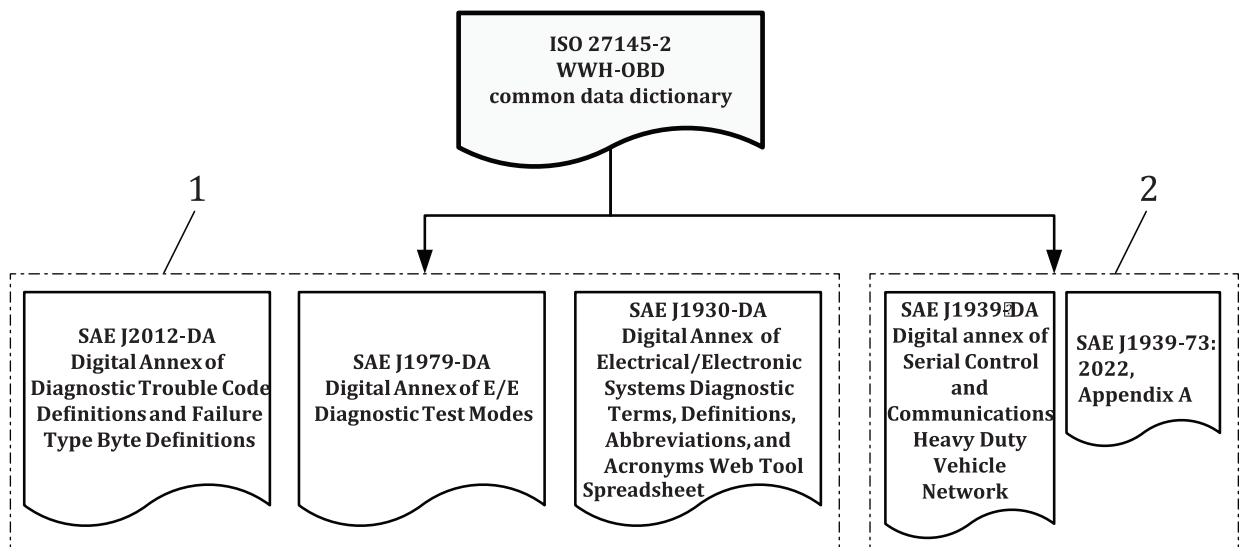 ISO 27145-2
WWH-OBD
common data dictionary
1
2
SAE J2012-DA
Digital Annex of
Diagnostic Trouble Code
Definitions and Failure
Type Byte Definitions
SAE J1979-DA
Digital Annex of E/E
Diagnostic Test Modes
SAE J1930-DA
Digital Annex of
Electrical/Electronic
Systems Diagnostic
Terms, Definitions,
Abbreviations, and
Acronyms Web Tool
Spreadsheet
SAE J1939-DA
Digital annex of
Serial Control
and
Communications
Heavy Duty
Vehicle
Network
SAE J1939-73:
2022,
Appendix A